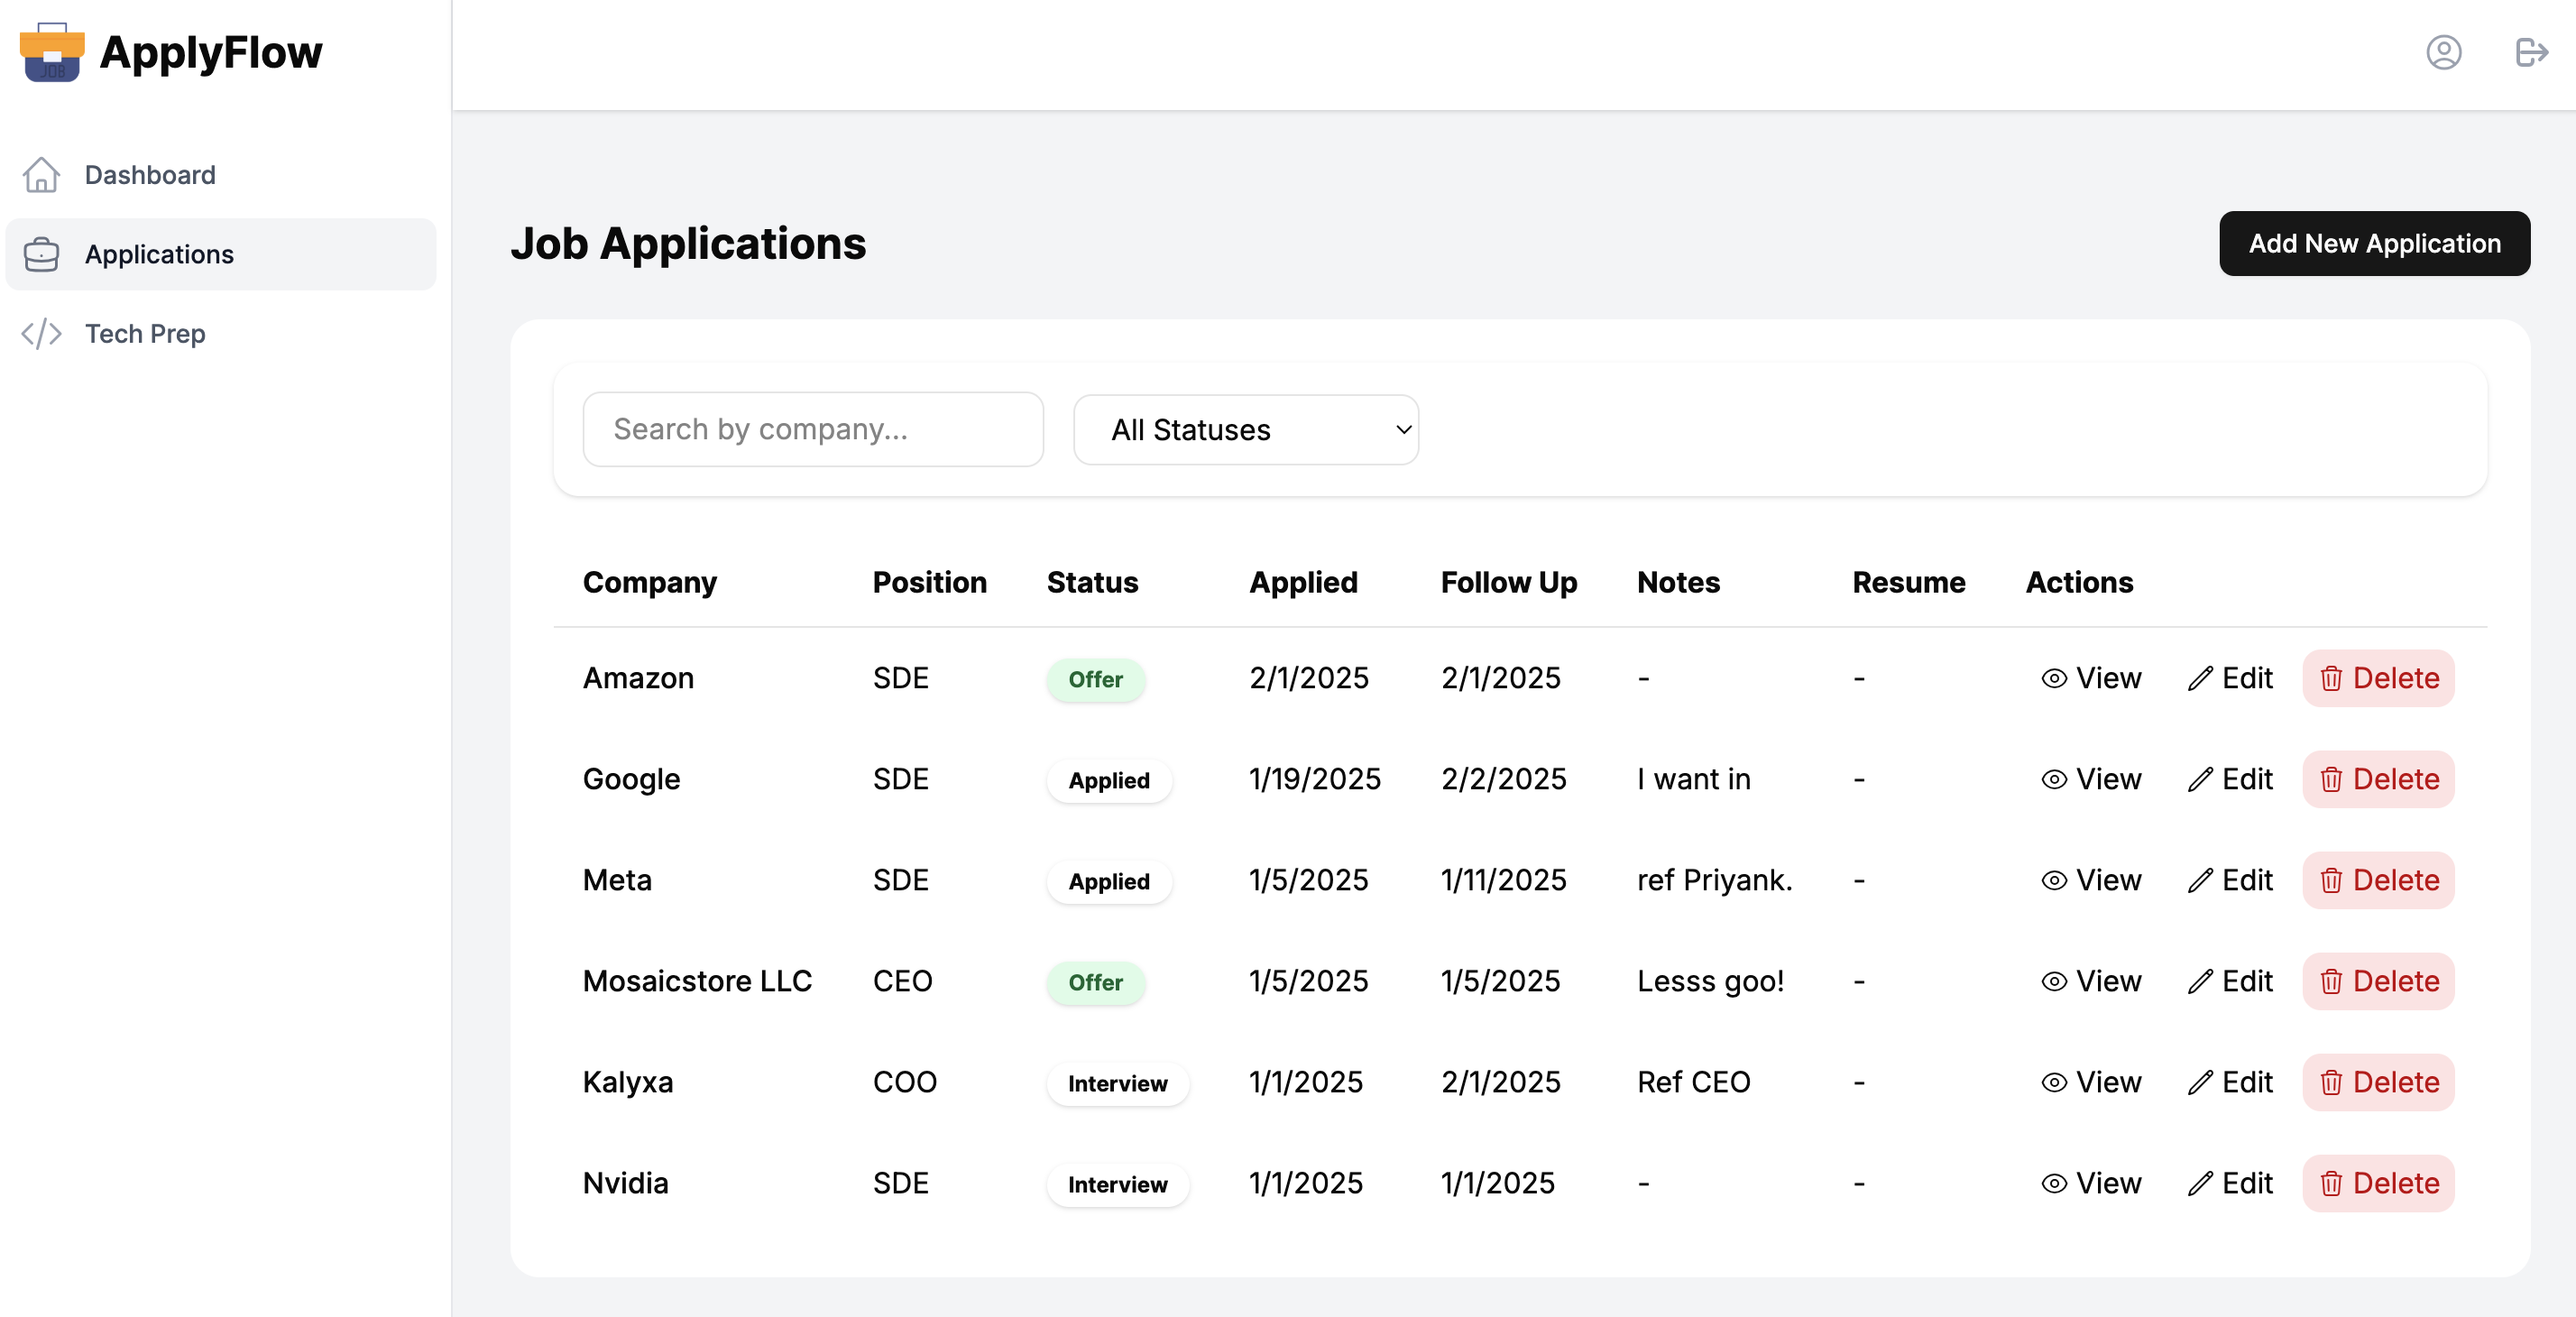 JOB
ApplyFlow
Dashboard
Applications
Tech Prep
Job Applications
Add New Application
Search by company...
All Statuses
Company Position Status Applied Follow Up Notes Resume Actions
Amazon SDE Offer 2/1/2025 2/1/2025 - - View Edit Delete
Google SDE Applied 1/19/2025 2/2/2025 I want in - View Edit Delete
Meta SDE Applied 1/5/2025 1/11/2025 ref Priyank. - View Edit Delete
Mosaicstore LLC CEO Offer 1/5/2025 1/5/2025 Lesss goo! - View Edit Delete
Kalyxa COO Interview 1/1/2025 2/1/2025 Ref CEO - View Edit Delete
Nvidia SDE Interview 1/1/2025 1/1/2025 - - View Edit Delete